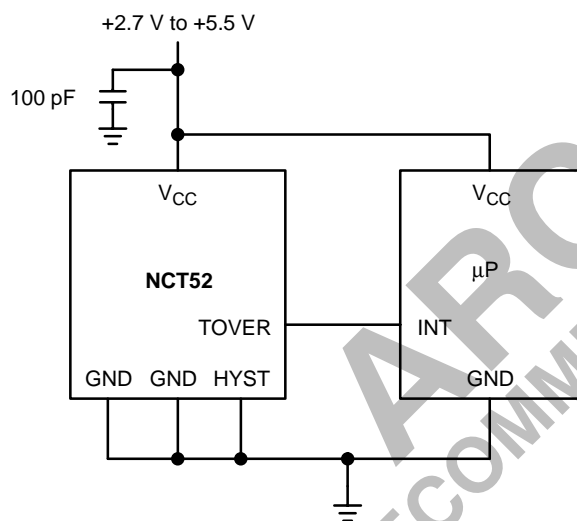 +2.7 V to +5.5 V
100 pF
VCC
VCC
NCT52
μP
TOVER
INT
GND
GND
HYST
GND